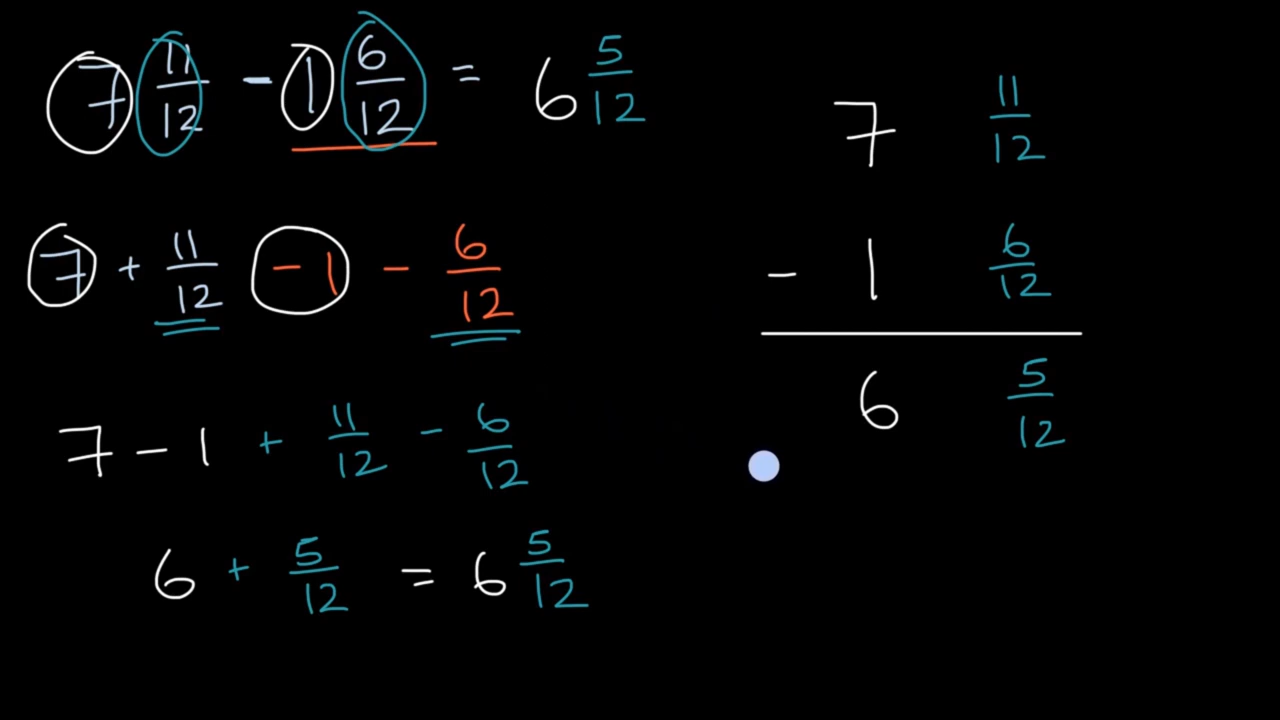 7 11/12 - 1 6/12 = 6 5/12
7 + 11/12 - 1 - 6/12
7 - 1 + 11/12 - 6/12
6 + 5/12 = 6 5/12
7 11/12
- 1 6/12
6 5/12